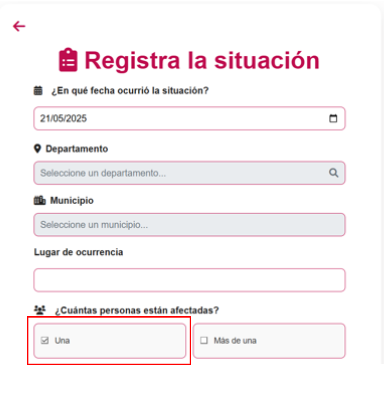 Registra la situación
¿En qué fecha ocurrió la situación?
21/05/2025
Departamento
Seleccione un departamento...
Municipio
Seleccione un municipio...
Lugar de ocurrencia
¿Cuántas personas están afectadas?
Una
Más de una